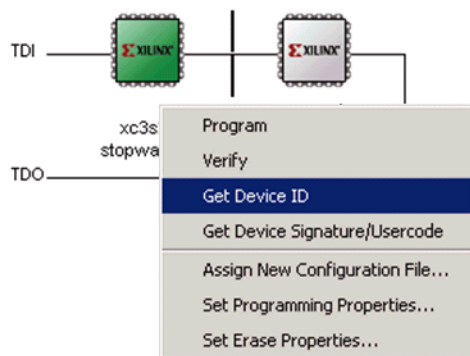 TDI
XILINX®
XILINX®
xc3s
stopwa
TDO
Program
Verify
Get Device ID
Get Device Signature/Usercode
Assign New Configuration File...
Set Programming Properties...
Set Erase Properties...